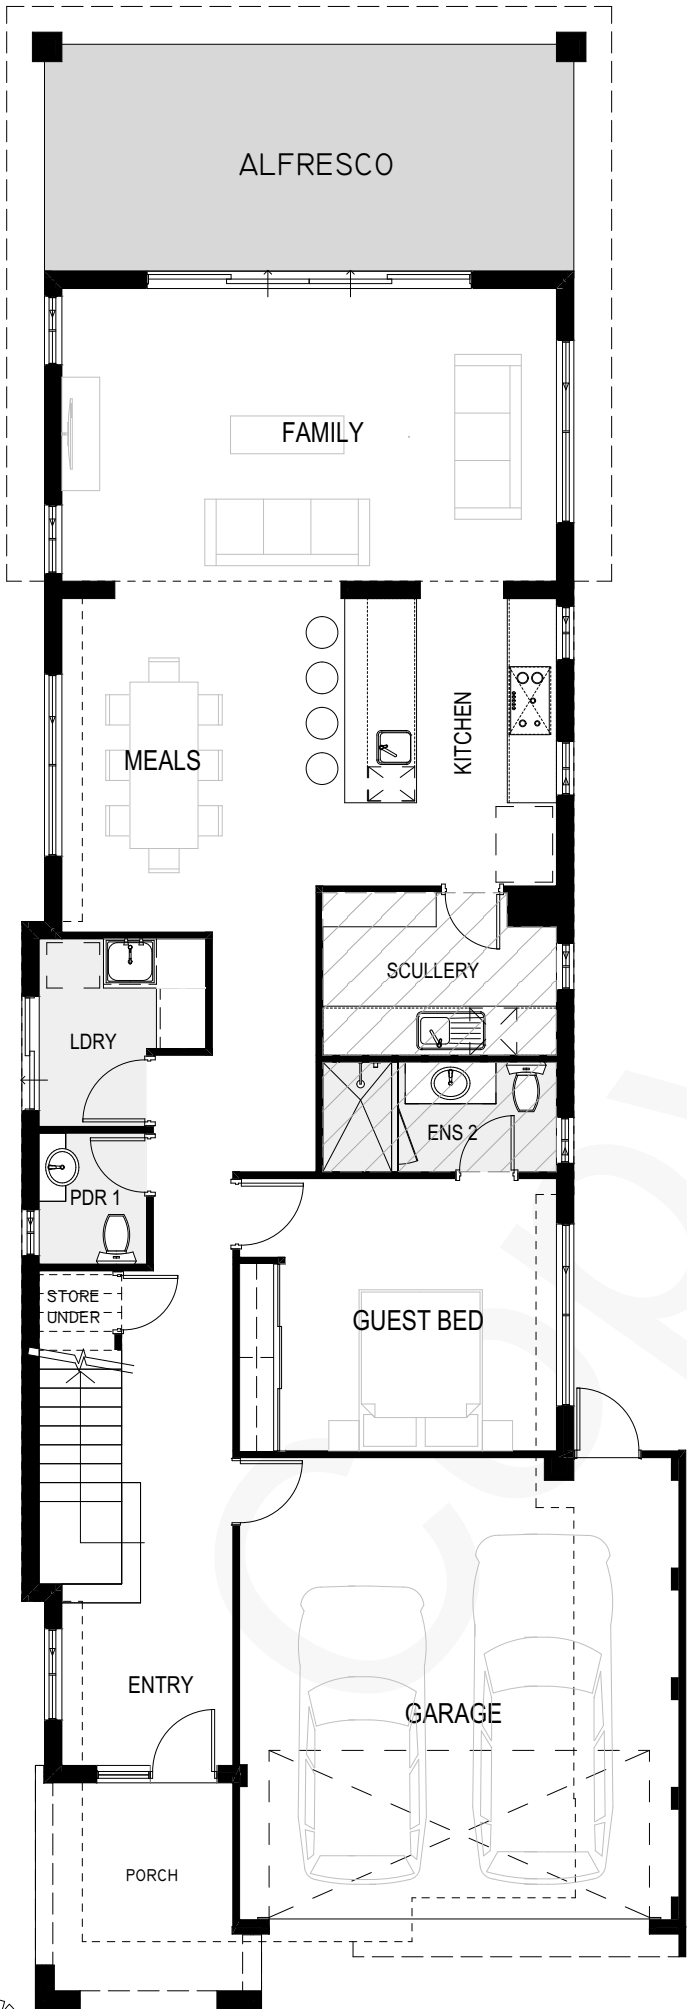 ALFRESCO
FAMILY
MEALS
KITCHEN
SCULLERY
LDRY
ENS 2
PDR 1
STORE
UNDER
GUEST BED
ENTRY
GARAGE
PORCH